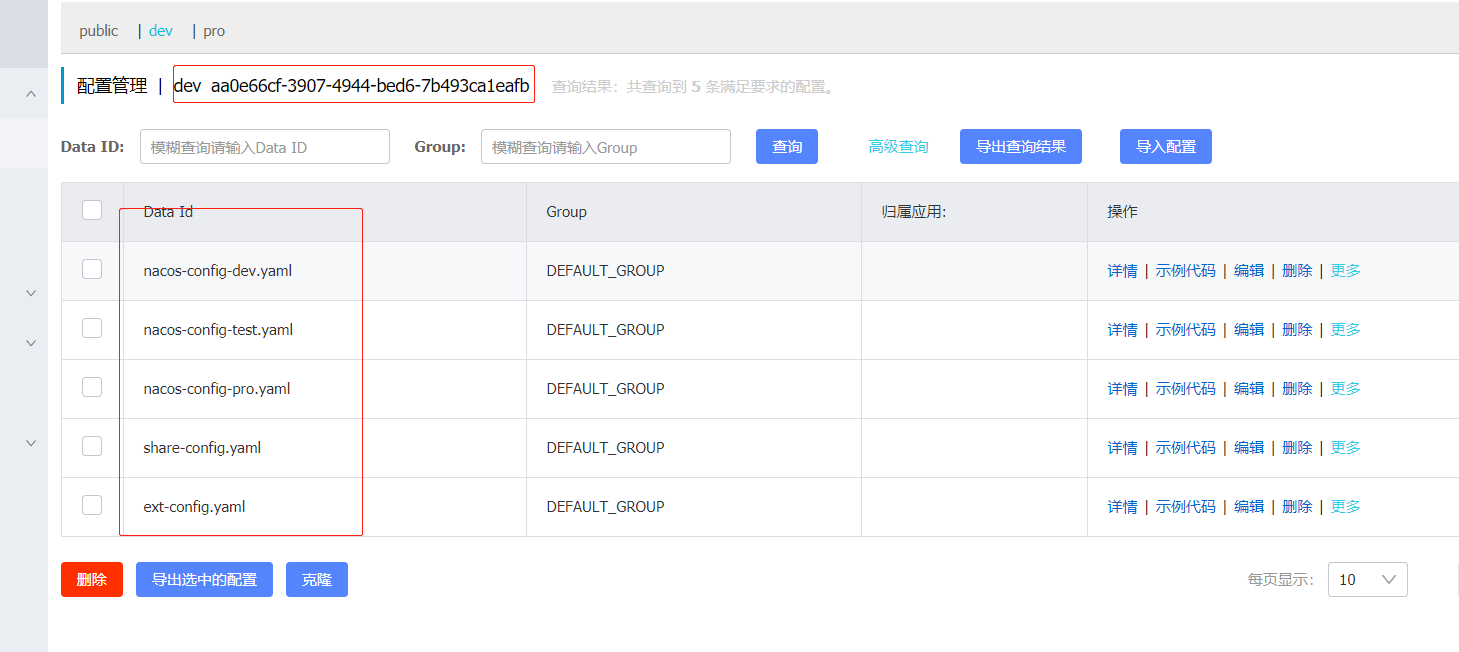 public | dev | pro
配置管理 | dev aa0e66cf-3907-4944-bed6-7b493ca1eafb 查询结果：共查询到 5 条满足要求的配置。
Data ID: 模糊查询请输入Data ID Group: 模糊查询请输入Group 查询 高级查询 导出查询结果 导入配置
Data Id Group 归属应用: 操作
nacos-config-dev.yaml DEFAULT_GROUP 详情 | 示例代码 | 编辑 | 删除 | 更多
nacos-config-test.yaml DEFAULT_GROUP 详情 | 示例代码 | 编辑 | 删除 | 更多
nacos-config-pro.yaml DEFAULT_GROUP 详情 | 示例代码 | 编辑 | 删除 | 更多
share-config.yaml DEFAULT_GROUP 详情 | 示例代码 | 编辑 | 删除 | 更多
ext-config.yaml DEFAULT_GROUP 详情 | 示例代码 | 编辑 | 删除 | 更多
删除 导出选中的配置 克隆 每页显示: 10